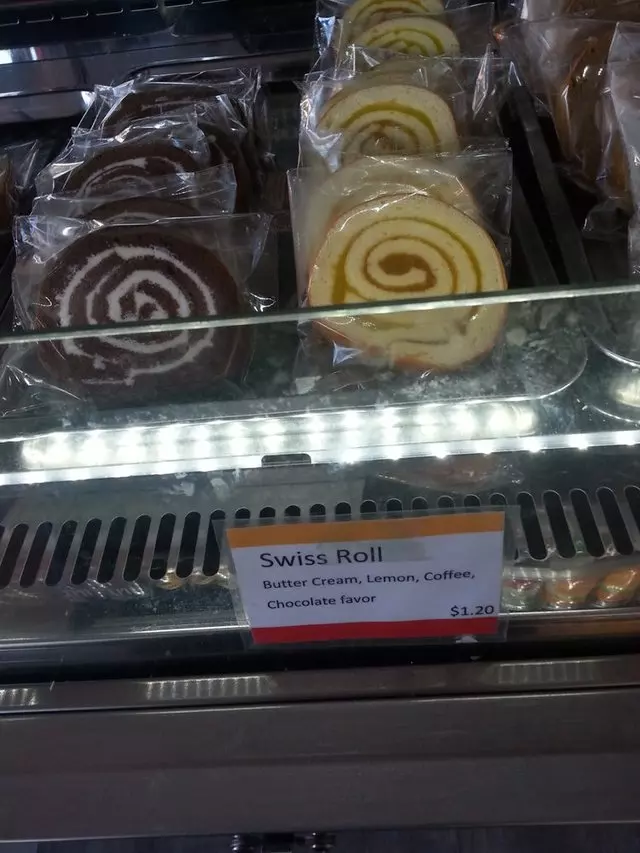 Swiss Roll
Butter Cream, Lemon, Coffee,
Chocolate favor
$1.20